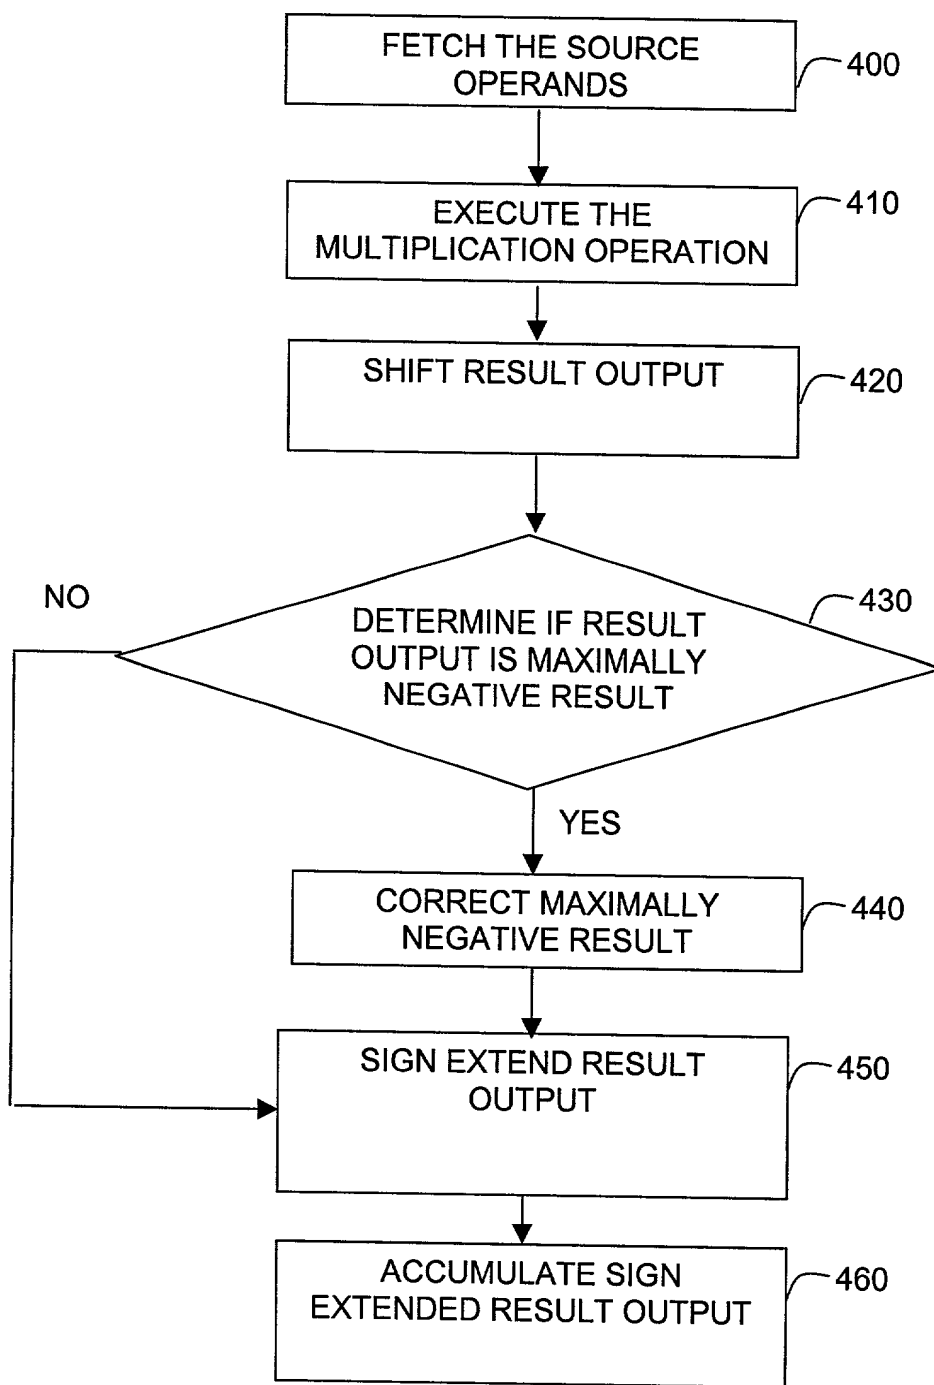 FETCH THE SOURCE
OPERANDS
400
EXECUTE THE
MULTIPLICATION OPERATION
410
SHIFT RESULT OUTPUT
420
NO
DETERMINE IF RESULT
OUTPUT IS MAXIMALLY
NEGATIVE RESULT
430
YES
CORRECT MAXIMALLY
NEGATIVE RESULT
440
SIGN EXTEND RESULT
OUTPUT
450
ACCUMULATE SIGN
EXTENDED RESULT OUTPUT
460